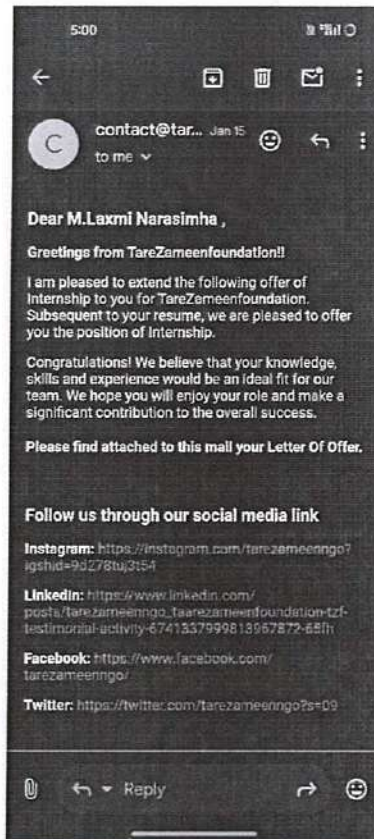 5:00
C
contact@tar... Jan 15
to me
Dear M.Laxmi Narasimha ,
Greetings from TareZameenfoundation!!
I am pleased to extend the following offer of
Internship to you for TareZemeenfoundation.
Subsequent to your resume, we are pleased to offer
you the position of Internship.
Congratulations! We believe that your knowledge,
skills and experience would be an ideal fit for our
team. We hope you will enjoy your role and make a
significant contribution to the overall success.
Please find attached to this mail your Letter Of Offer.
Follow us through our social media link
Instagram: https://instagram.com/tarezameenngo?
igshid=9d278tuj3t54
Linkedin: https://www.linkedin.com/
posts/tarezameenngo_taarezameenfoundation-tzf-
testimonial-activity-6741337999813967872-65fh
Facebook: https://www.facebook.com/
tarezameenngo/
Twitter: https://twitter.com/tarezameenngo?s=09
Reply